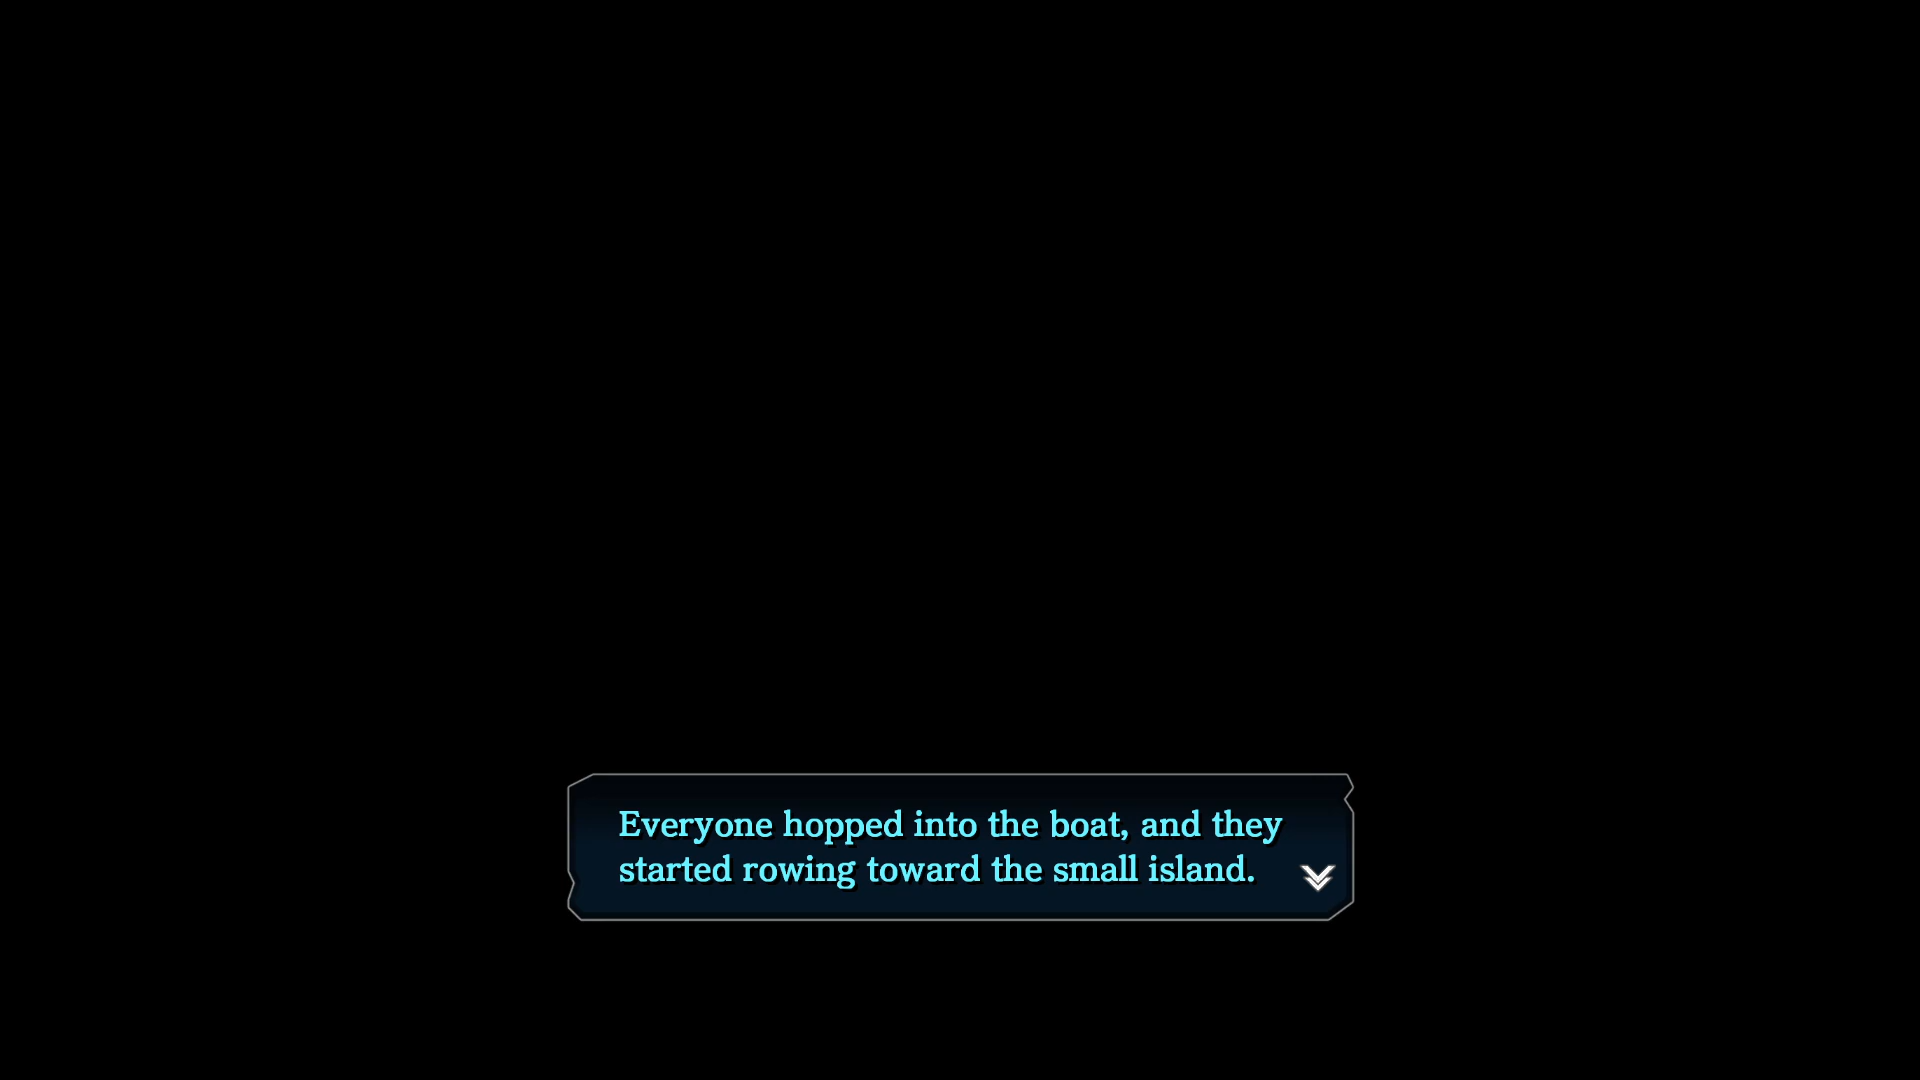 Everyone hopped into the boat, and they
started rowing toward the small island.